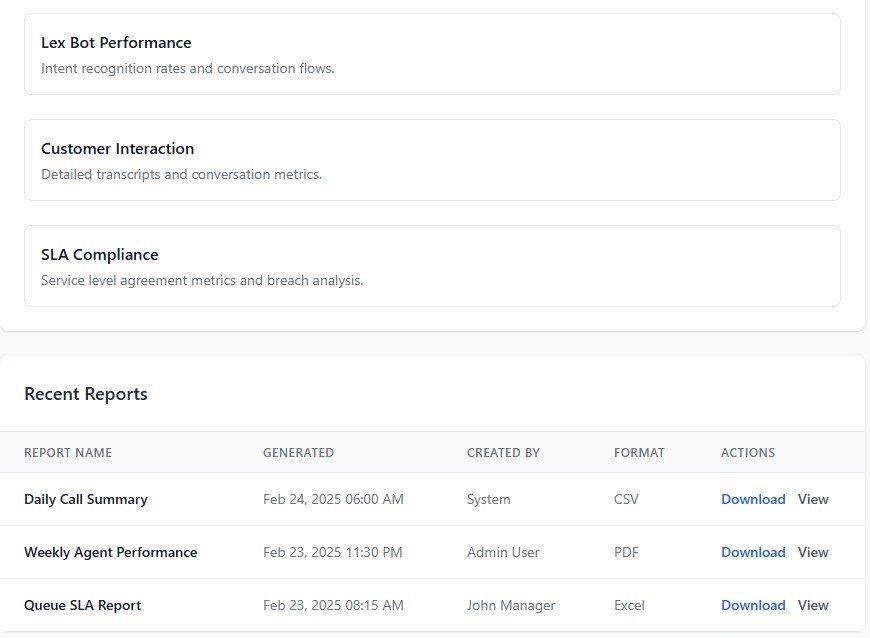 Lex Bot Performance
Intent recognition rates and conversation flows.
Customer Interaction
Detailed transcripts and conversation metrics.
SLA Compliance
Service level agreement metrics and breach analysis.
Recent Reports
REPORT NAME GENERATED CREATED BY FORMAT ACTIONS
Daily Call Summary Feb 24, 2025 06:00 AM System CSV Download View
Weekly Agent Performance Feb 23, 2025 11:30 PM Admin User PDF Download View
Queue SLA Report Feb 23, 2025 08:15 AM John Manager Excel Download View